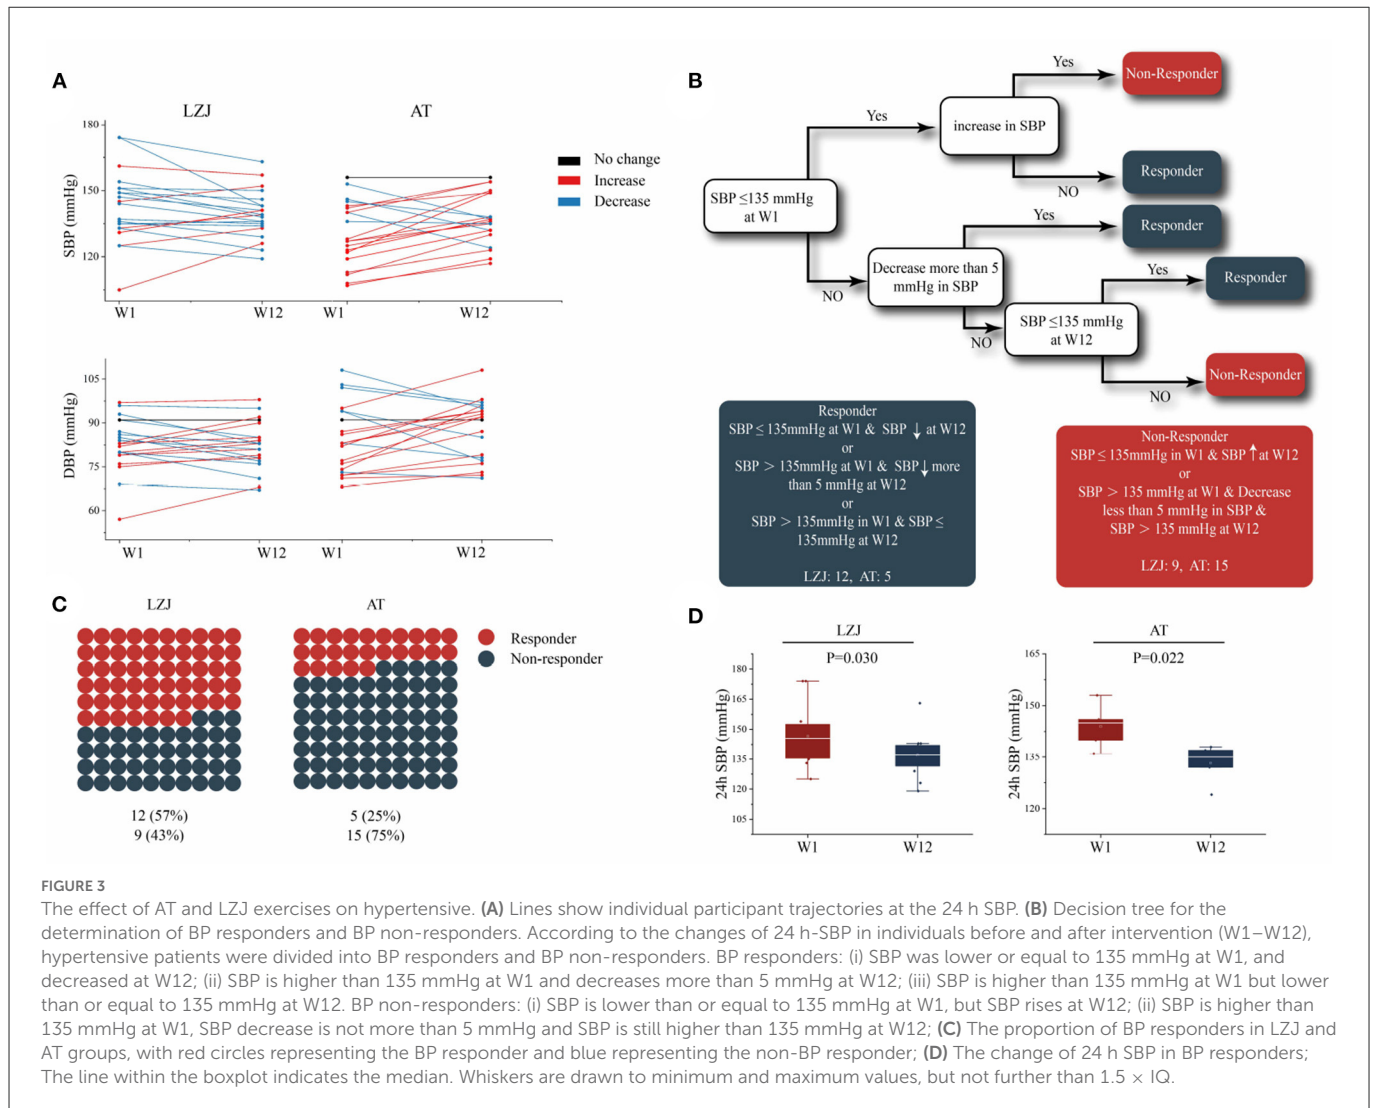 A
LZJ
AT
180
150
120
SBP (mmHg)
W1
W12
W1
W12
No change
Increase
Decrease
105
90
75
60
DBP (mmHg)
W1
W12
W1
W12
B
SBP ≤135 mmHg
at W1
Yes
NO
increase in SBP
Yes
Non-Responder
NO
Responder
Decrease more than 5
mmHg in SBP
Yes
Responder
NO
SBP ≤135 mmHg
at W12
Yes
Responder
NO
Non-Responder
Responder
SBP ≤ 135mmHg at W1 & SBP ↓ at W12
or
SBP > 135mmHg at W1 & SBP ↓ more
than 5 mmHg at W12
or
SBP > 135mmHg in W1 & SBP ≤
135mmHg at W12
LZJ: 12, AT: 5
Non-Responder
SBP ≤ 135mmHg in W1 & SBP ↑ at W12
or
SBP > 135 mmHg at W1 & Decrease
less than 5 mmHg in SBP &
SBP > 135 mmHg at W12
LZJ: 9, AT: 15
C
LZJ
AT
Responder
Non-responder
12 (57%)
9 (43%)
5 (25%)
15 (75%)
D
LZJ
P=0.030
180
165
150
135
120
105
24h SBP (mmHg)
W1
W12
AT
P=0.022
165
150
135
120
24h SBP (mmHg)
W1
W12
FIGURE 3
The effect of AT and LZJ exercises on hypertensive. (A) Lines show individual participant trajectories at the 24 h SBP. (B) Decision tree for the
determination of BP responders and BP non-responders. According to the changes of 24 h-SBP in individuals before and after intervention (W1–W12),
hypertensive patients were divided into BP responders and BP non-responders. BP responders: (i) SBP was lower or equal to 135 mmHg at W1, and
decreased at W12; (ii) SBP is higher than 135 mmHg at W1 and decreases more than 5 mmHg at W12; (iii) SBP is higher than 135 mmHg at W1 but lower
than or equal to 135 mmHg at W12. BP non-responders: (i) SBP is lower than or equal to 135 mmHg at W1, but SBP rises at W12; (ii) SBP is higher than
135 mmHg at W1, SBP decrease is not more than 5 mmHg and SBP is still higher than 135 mmHg at W12; (C) The proportion of BP responders in LZJ and
AT groups, with red circles representing the BP responder and blue representing the non-BP responder; (D) The change of 24 h SBP in BP responders;
The line within the boxplot indicates the median. Whiskers are drawn to minimum and maximum values, but not further than 1.5 × IQ.